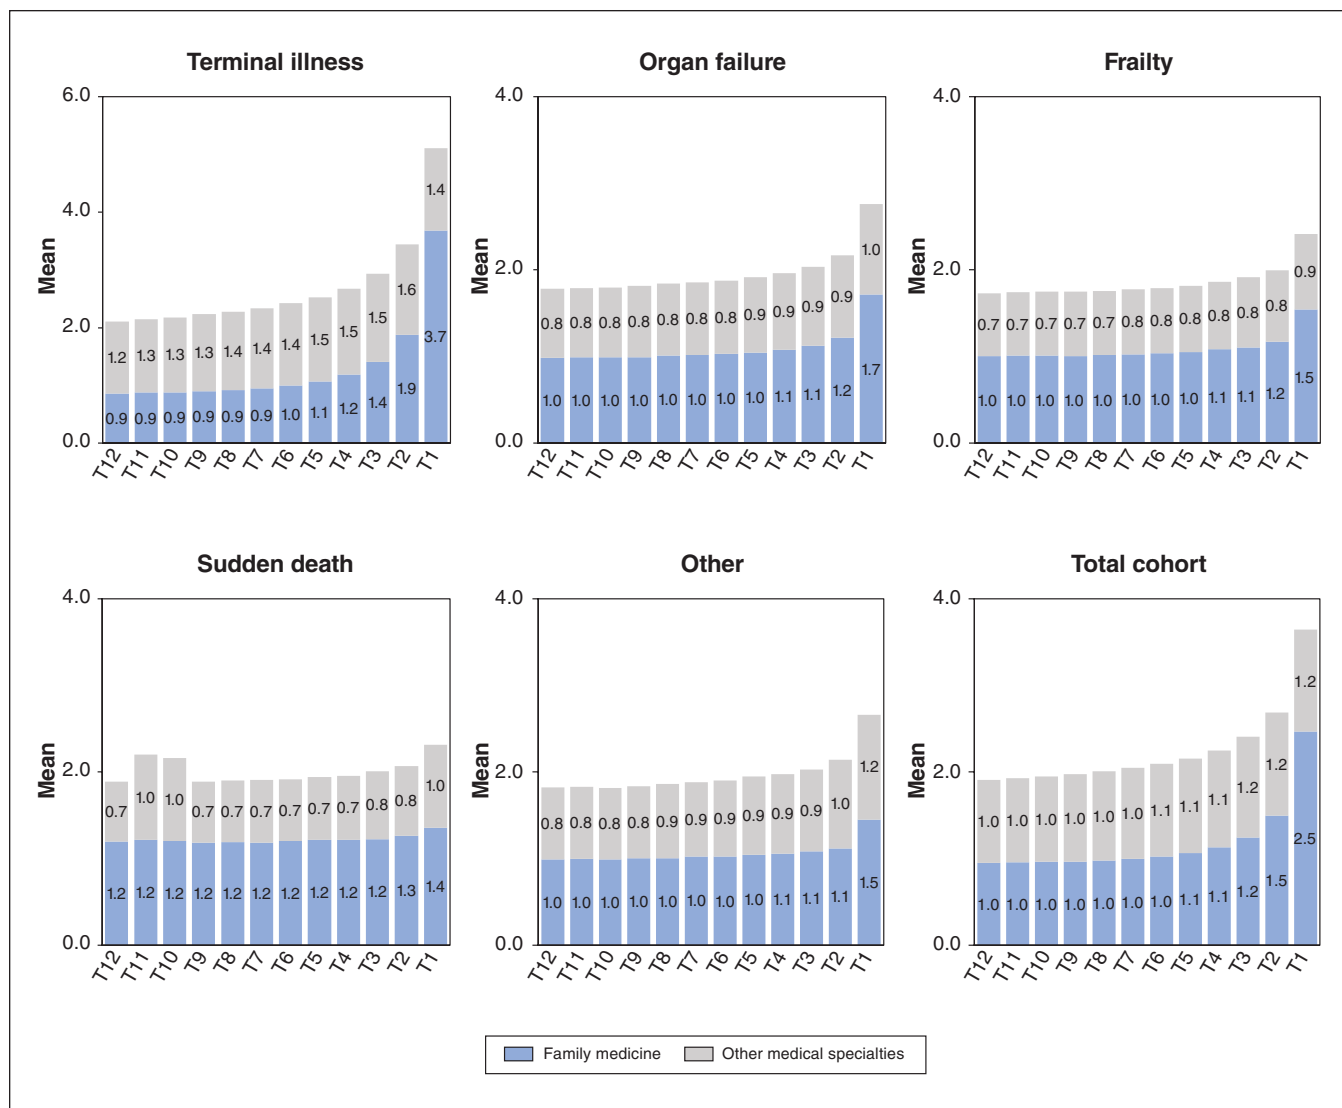 Terminal illness
6.0
4.0
2.0
0.0
Mean
1.2 1.3 1.3 1.3 1.4 1.4 1.4 1.5 1.5 1.5 1.6 1.4
0.9 0.9 0.9 0.9 0.9 0.9 1.0 1.1 1.2 1.4 1.9 3.7
T12 T11 T10 T9 T8 T7 T6 T5 T4 T3 T2 T1
Organ failure
4.0
2.0
0.0
Mean
0.8 0.8 0.8 0.8 0.8 0.8 0.8 0.9 0.9 0.9 0.9 1.0
1.0 1.0 1.0 1.0 1.0 1.0 1.0 1.0 1.1 1.1 1.2 1.7
T12 T11 T10 T9 T8 T7 T6 T5 T4 T3 T2 T1
Frailty
4.0
2.0
0.0
Mean
0.7 0.7 0.7 0.7 0.7 0.8 0.8 0.8 0.8 0.8 0.8 0.9
1.0 1.0 1.0 1.0 1.0 1.0 1.0 1.0 1.1 1.1 1.2 1.5
T12 T11 T10 T9 T8 T7 T6 T5 T4 T3 T2 T1
Sudden death
4.0
2.0
0.0
Mean
0.7 1.0 1.0 0.7 0.7 0.7 0.7 0.7 0.7 0.8 0.8 1.0
1.2 1.2 1.2 1.2 1.2 1.2 1.2 1.2 1.2 1.2 1.3 1.4
T12 T11 T10 T9 T8 T7 T6 T5 T4 T3 T2 T1
Other
4.0
2.0
0.0
Mean
0.8 0.8 0.8 0.8 0.9 0.9 0.9 0.9 0.9 0.9 1.0 1.2
1.0 1.0 1.0 1.0 1.0 1.0 1.0 1.0 1.1 1.1 1.1 1.5
T12 T11 T10 T9 T8 T7 T6 T5 T4 T3 T2 T1
Total cohort
4.0
2.0
0.0
Mean
1.0 1.0 1.0 1.0 1.0 1.0 1.1 1.1 1.1 1.2 1.2 1.2
1.0 1.0 1.0 1.0 1.0 1.0 1.0 1.1 1.1 1.2 1.5 2.5
T12 T11 T10 T9 T8 T7 T6 T5 T4 T3 T2 T1
Family medicine
Other medical specialties